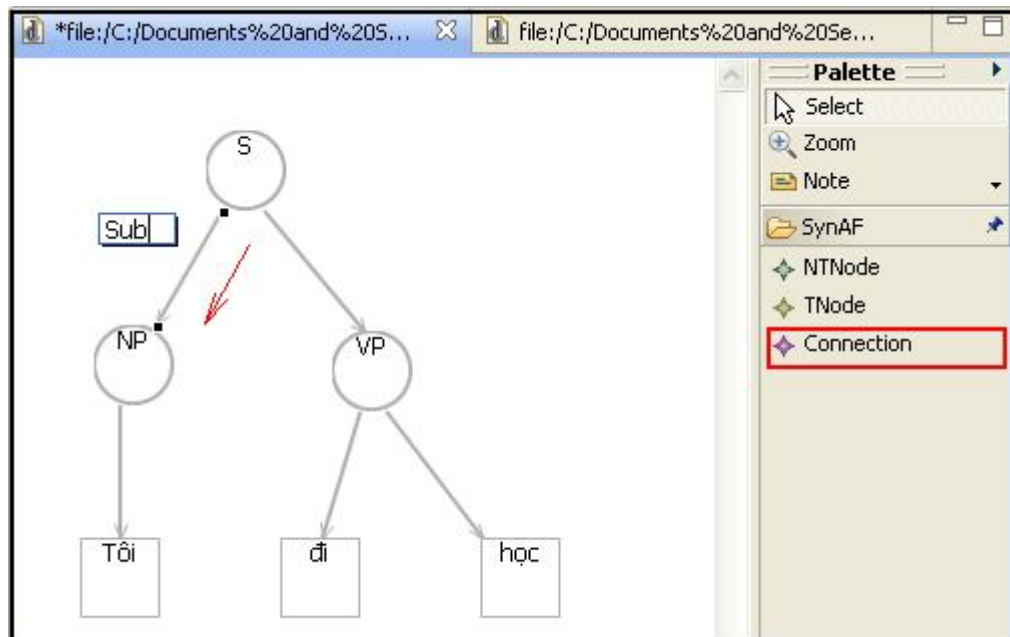 *file:/C:/Documents%20and%20S...
file:/C:/Documents%20and%20Se...
Palette
Select
Zoom
Note
SynAF
NTNode
TNode
Connection
S
Sub
NP
VP
Tôi
đi
học